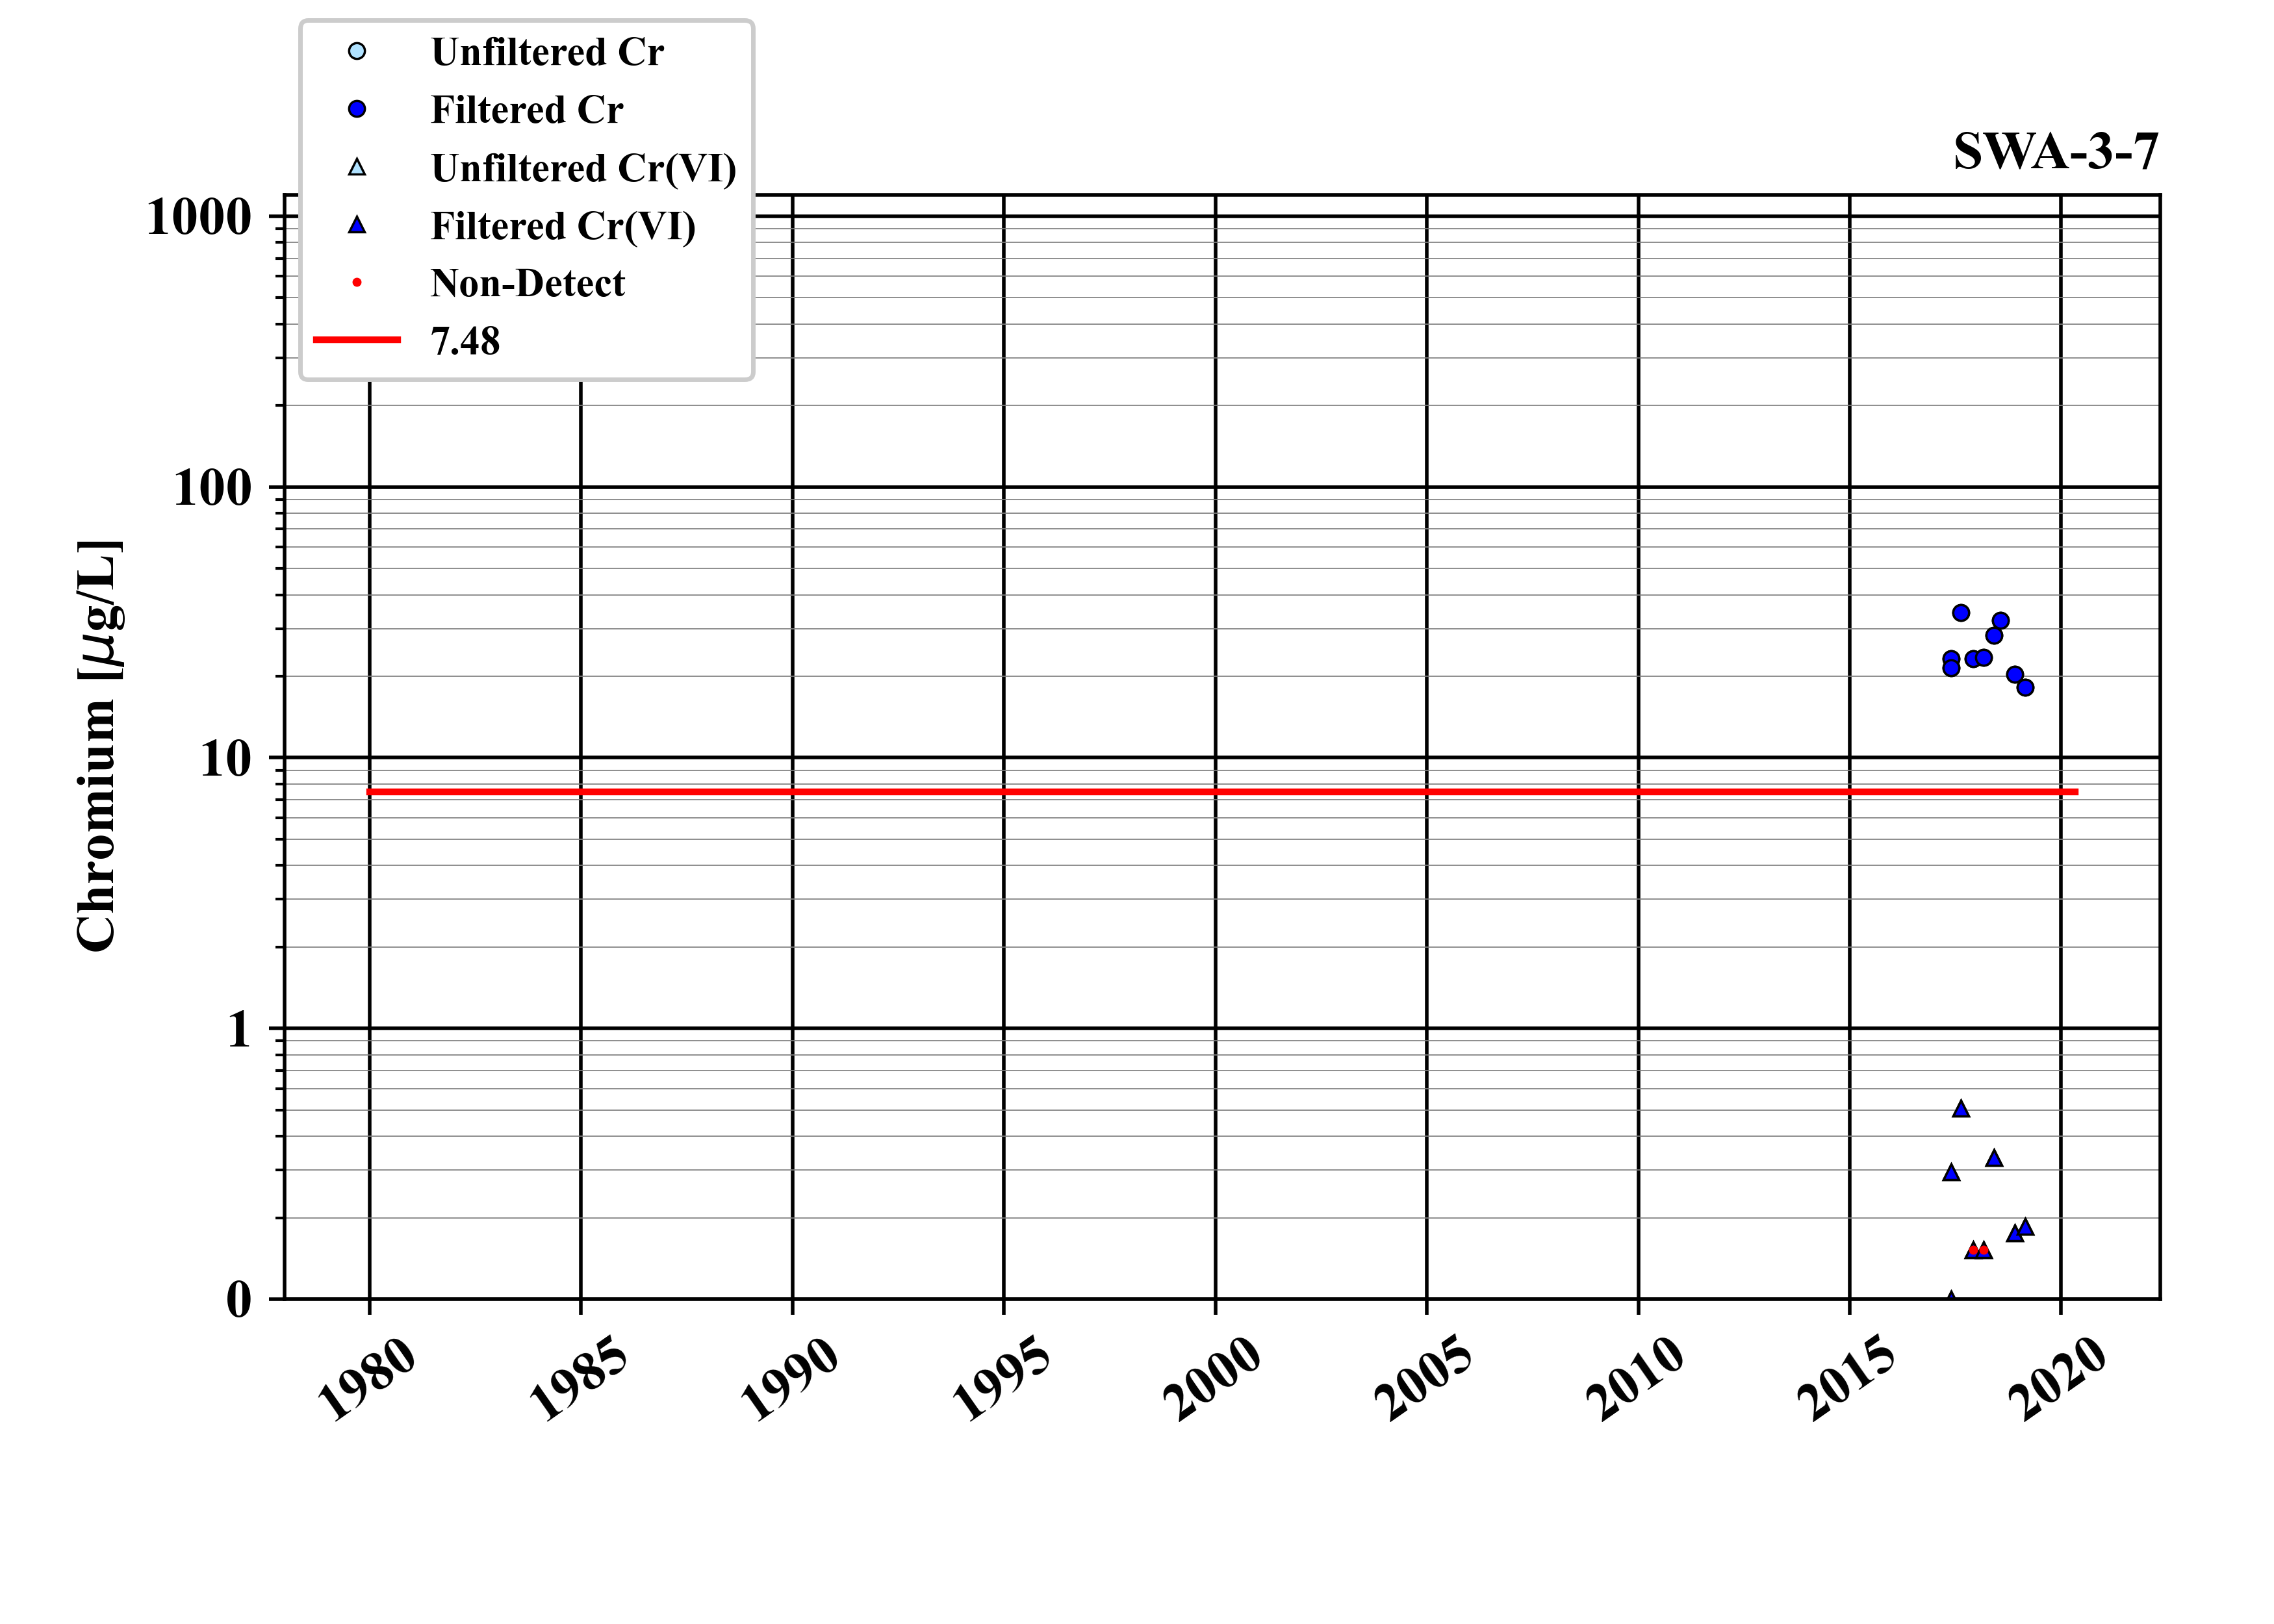 Unfiltered Cr
Filtered Cr
Unfiltered Cr(VI)
Filtered Cr(VI)
Non-Detect
7.48
SWA-3-7
1000
100
10
1
0
Chromium [μg/L]
1980
1985
1990
1995
2000
2005
2010
2015
2020